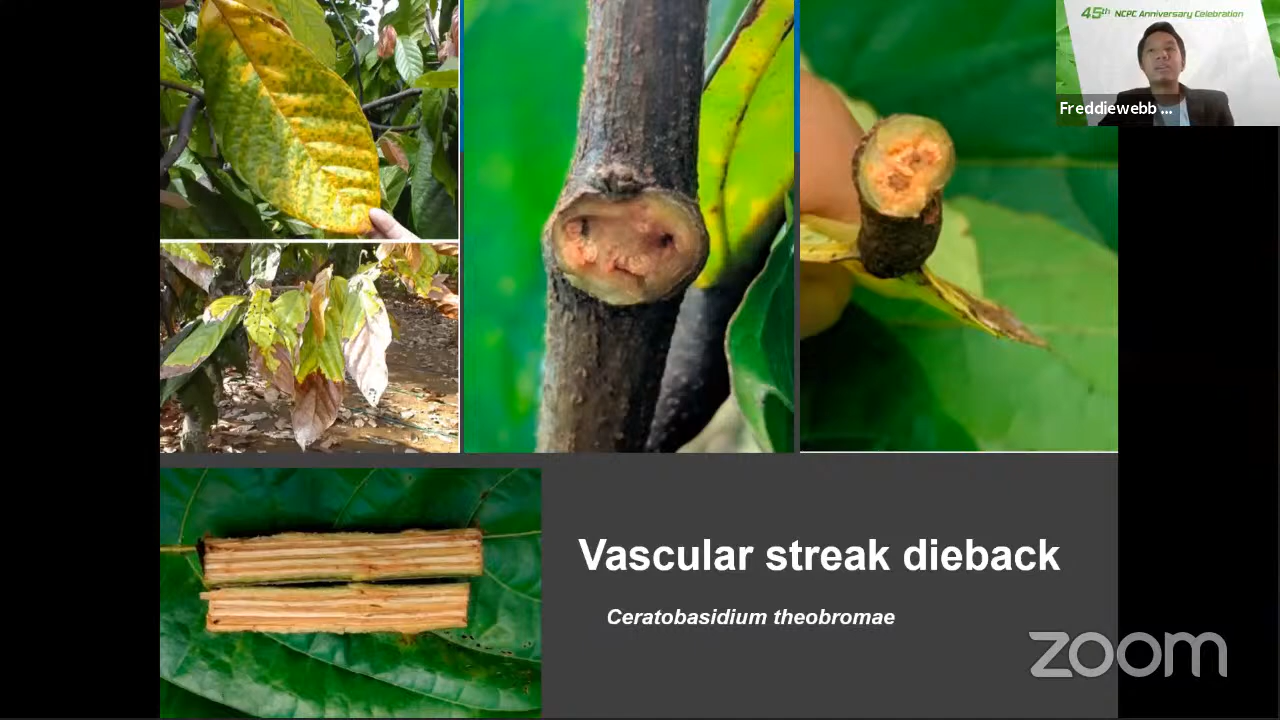 45th NCPC Anniversary Celebration
Freddiewebb ...
Vascular streak dieback
Ceratobasidium theobromae
zoom